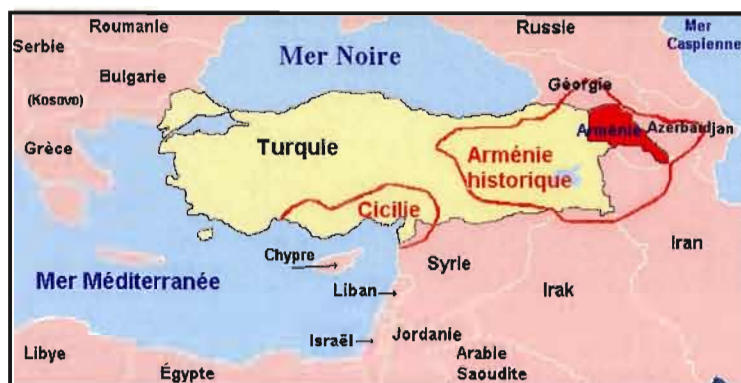 Roumanie
Russie
Mer
Caspienne
Serbie
Mer Noire
Bulgarie
Géorgie
(Kosovo)
Arménie
Azerbaïdjan
Grèce
Turquie
Arménie
historique
Cicilie
Iran
Chypre
Syrie
Mer Méditerranée
Liban
Irak
Israël
Jordanie
Libye
Arabie
Saoudite
Égypte